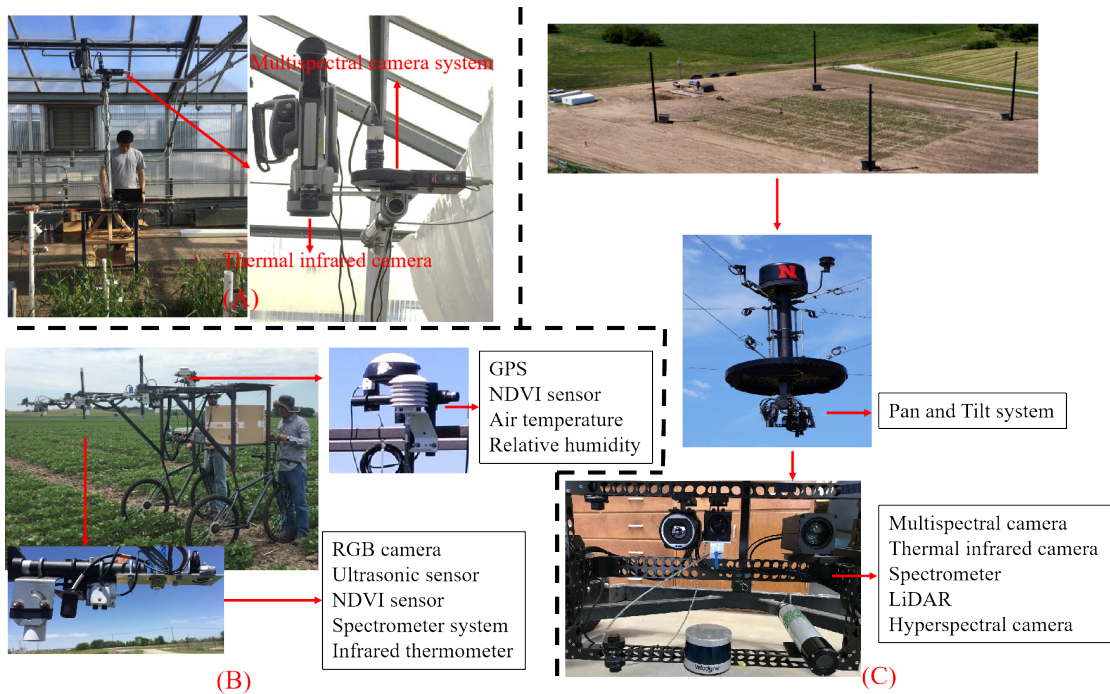 Multispectral camera system
Thermal infrared camera
(A)
GPS
NDVI sensor
Air temperature
Relative humidity
RGB camera
Ultrasonic sensor
NDVI sensor
Spectrometer system
Infrared thermometer
(B)
N
Pan and Tilt system
Velodyne
Multispectral camera
Thermal infrared camera
Spectrometer
LiDAR
Hyperspectral camera
(C)